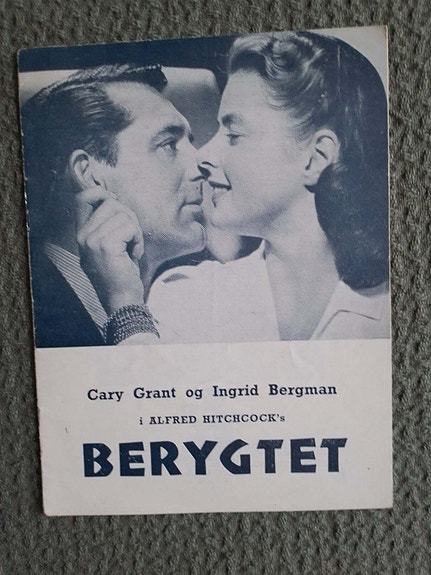 Cary Grant og Ingrid Bergman
i ALFRED HITCHCOCK's
BERYGTET